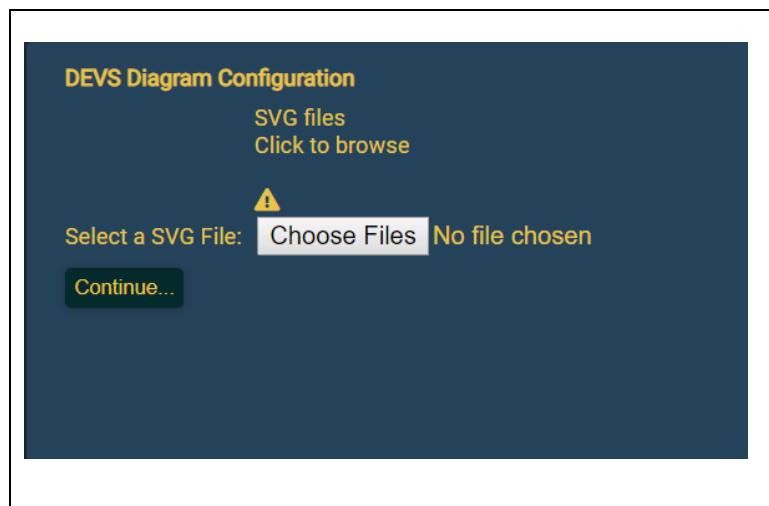 DEVS Diagram Configuration
SVG files
Click to browse
Select a SVG File: Choose Files No file chosen
Continue...